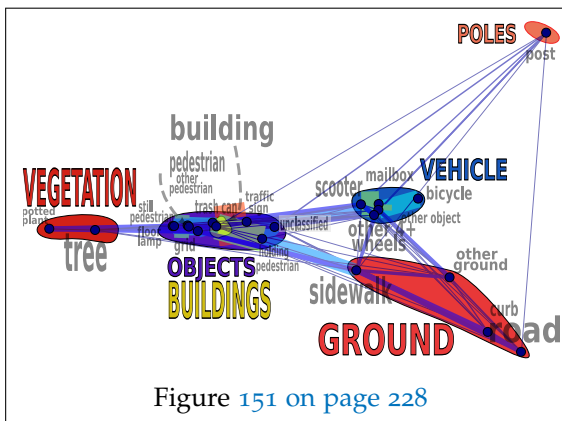 POLES
post
building
pedestrian
other
pedestrian
mailbox
VEHICLE
scooter
bicycle
VEGETATION
still
pedestrian
trash can
traffic
sign
potted
plant
unclassified
other object
other 4+
wheels
tree
floor
lamp
grid
holding
pedestrian
other
ground
OBJECTS
sidewalk
BUILDINGS
curb
road
GROUND
Figure 151 on page 228